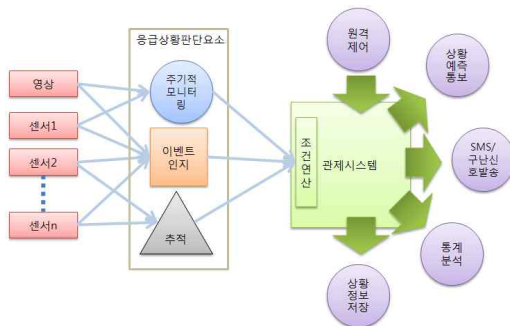 응급상황판단요소
영상
센서1
센서2
센서n
주기적
모니터
링
이벤트
인지
추적
조건연산
관제시스템
원격
제어
상황
예측
통보
SMS/
구난신
호발송
통계
분석
상황
정보
저장